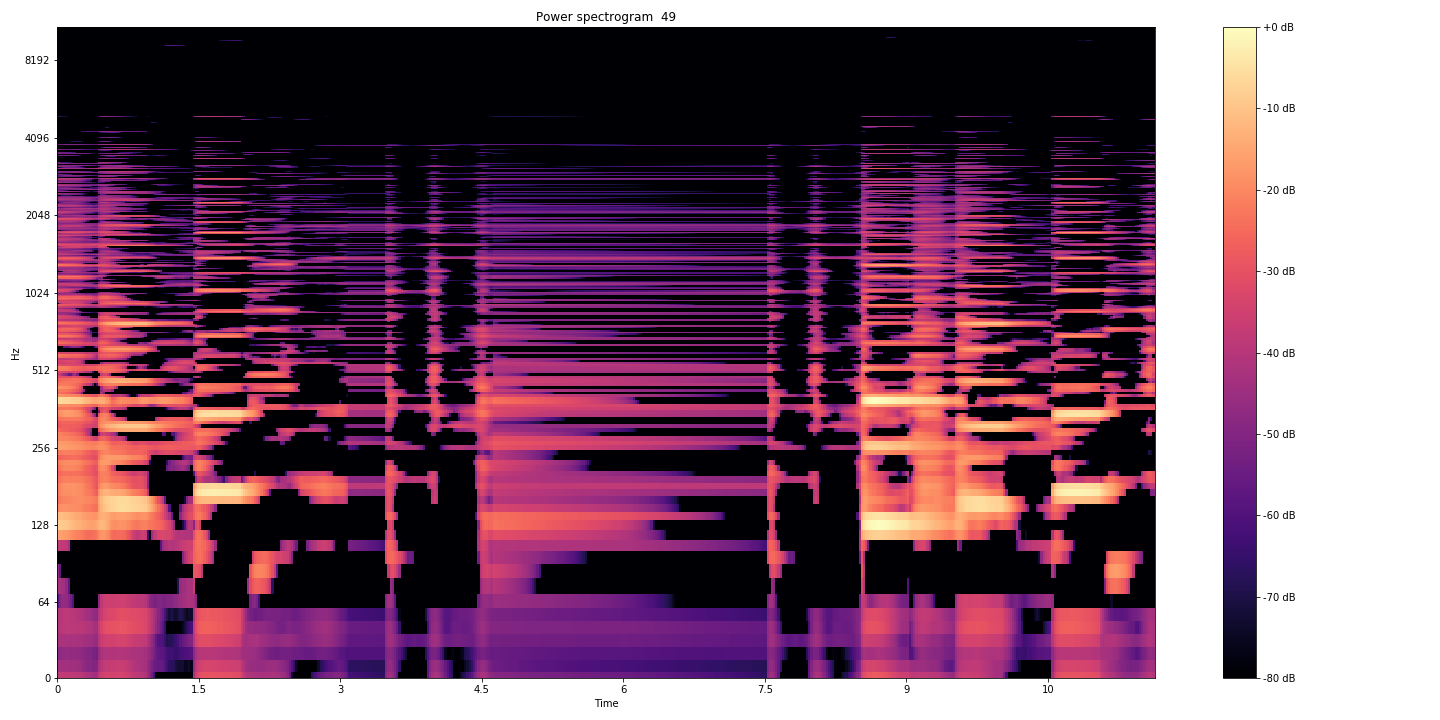 Power spectrogram  49
8192
4096
2048
1024
512
256
128
64
0
Hz
0
1.5
3
4.5
6
7.5
9
10
Time
+0 dB
-10 dB
-20 dB
-30 dB
-40 dB
-50 dB
-60 dB
-70 dB
-80 dB